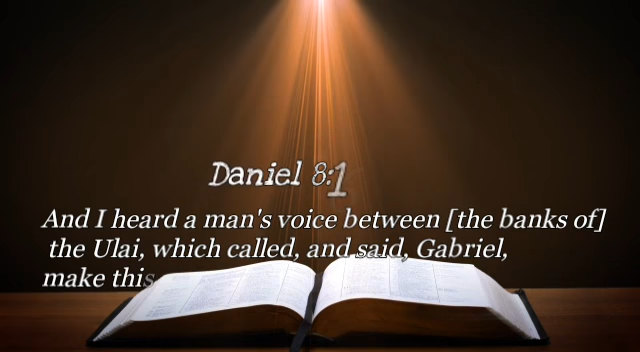 Daniel 8:1
And I heard a man's voice between [the banks of]
the Ulai, which called, and said, Gabriel,
make this